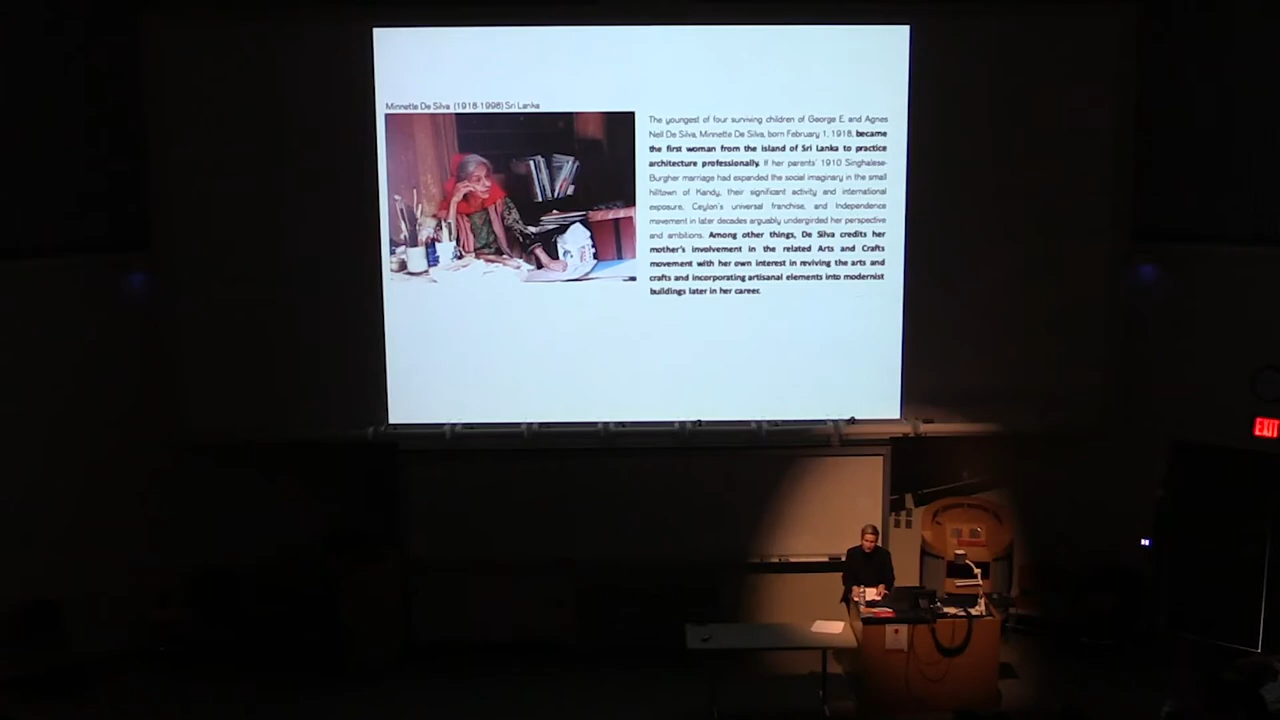 Minnette De Silva (1918-1998) Sri Lanka
The youngest of four surviving children of George E. and Agnes
Nell De Silva, Minnette De Silva, born February 1, 1918, became
the first woman from the island of Sri Lanka to practice
architecture professionally. If her parents' 1910 Singhalese-
Burgher marriage had expanded the social imaginary in the small
hilltown of Kandy, their significant activity and international
exposure, Ceylon's universal franchise, and Independence
movement in later decades arguably undergirded her perspective
and ambitions. Among other things, De Silva credits her
mother's involvement in the related Arts and Crafts
movement with her own interest in reviving the arts and
crafts and incorporating artisanal elements into modernist
buildings later in her career.
EXIT